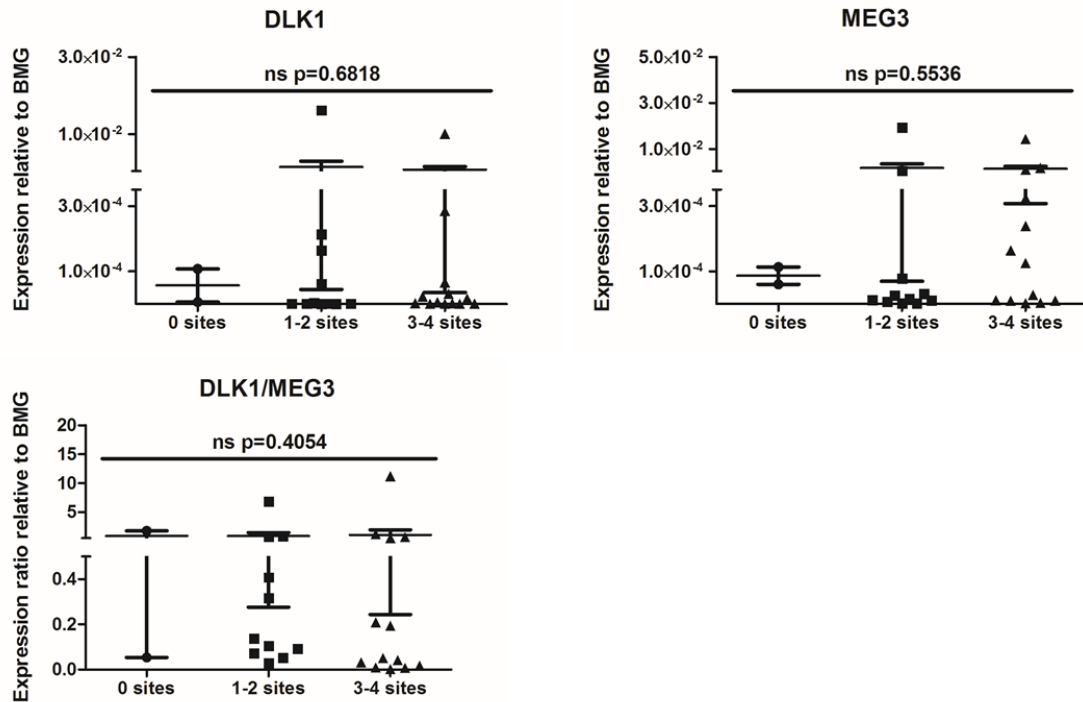 DLK1
Expression relative to BMG
3.0×10⁻²
1.0×10⁻²
3.0×10⁻⁴
1.0×10⁻⁴
ns p=0.6818
0 sites
1-2 sites
3-4 sites
MEG3
Expression relative to BMG
5.0×10⁻²
3.0×10⁻²
1.0×10⁻²
3.0×10⁻⁴
1.0×10⁻⁴
ns p=0.5536
0 sites
1-2 sites
3-4 sites
DLK1/MEG3
Expression ratio relative to BMG
20
15
10
5
0.4
0.2
0.0
ns p=0.4054
0 sites
1-2 sites
3-4 sites